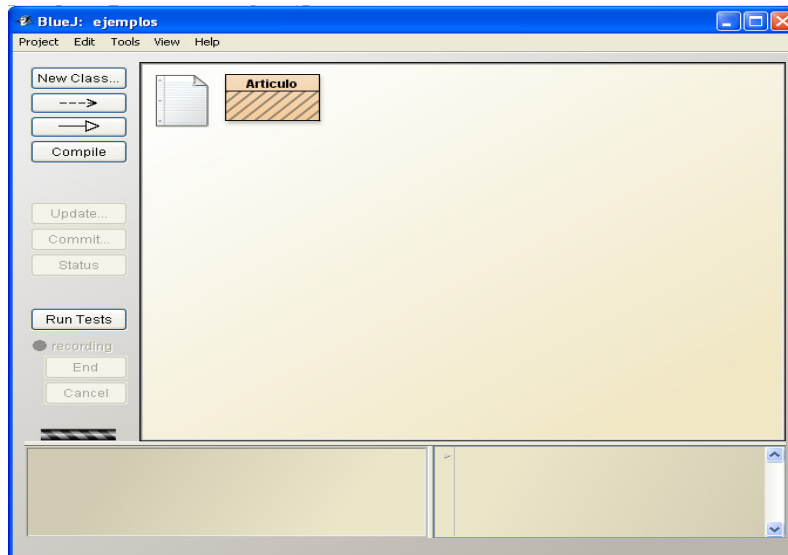 BlueJ: ejemplos
Project Edit Tools View Help
New Class...
Articulo
Compile
Update...
Commit...
Status
Run Tests
recording
End
Cancel